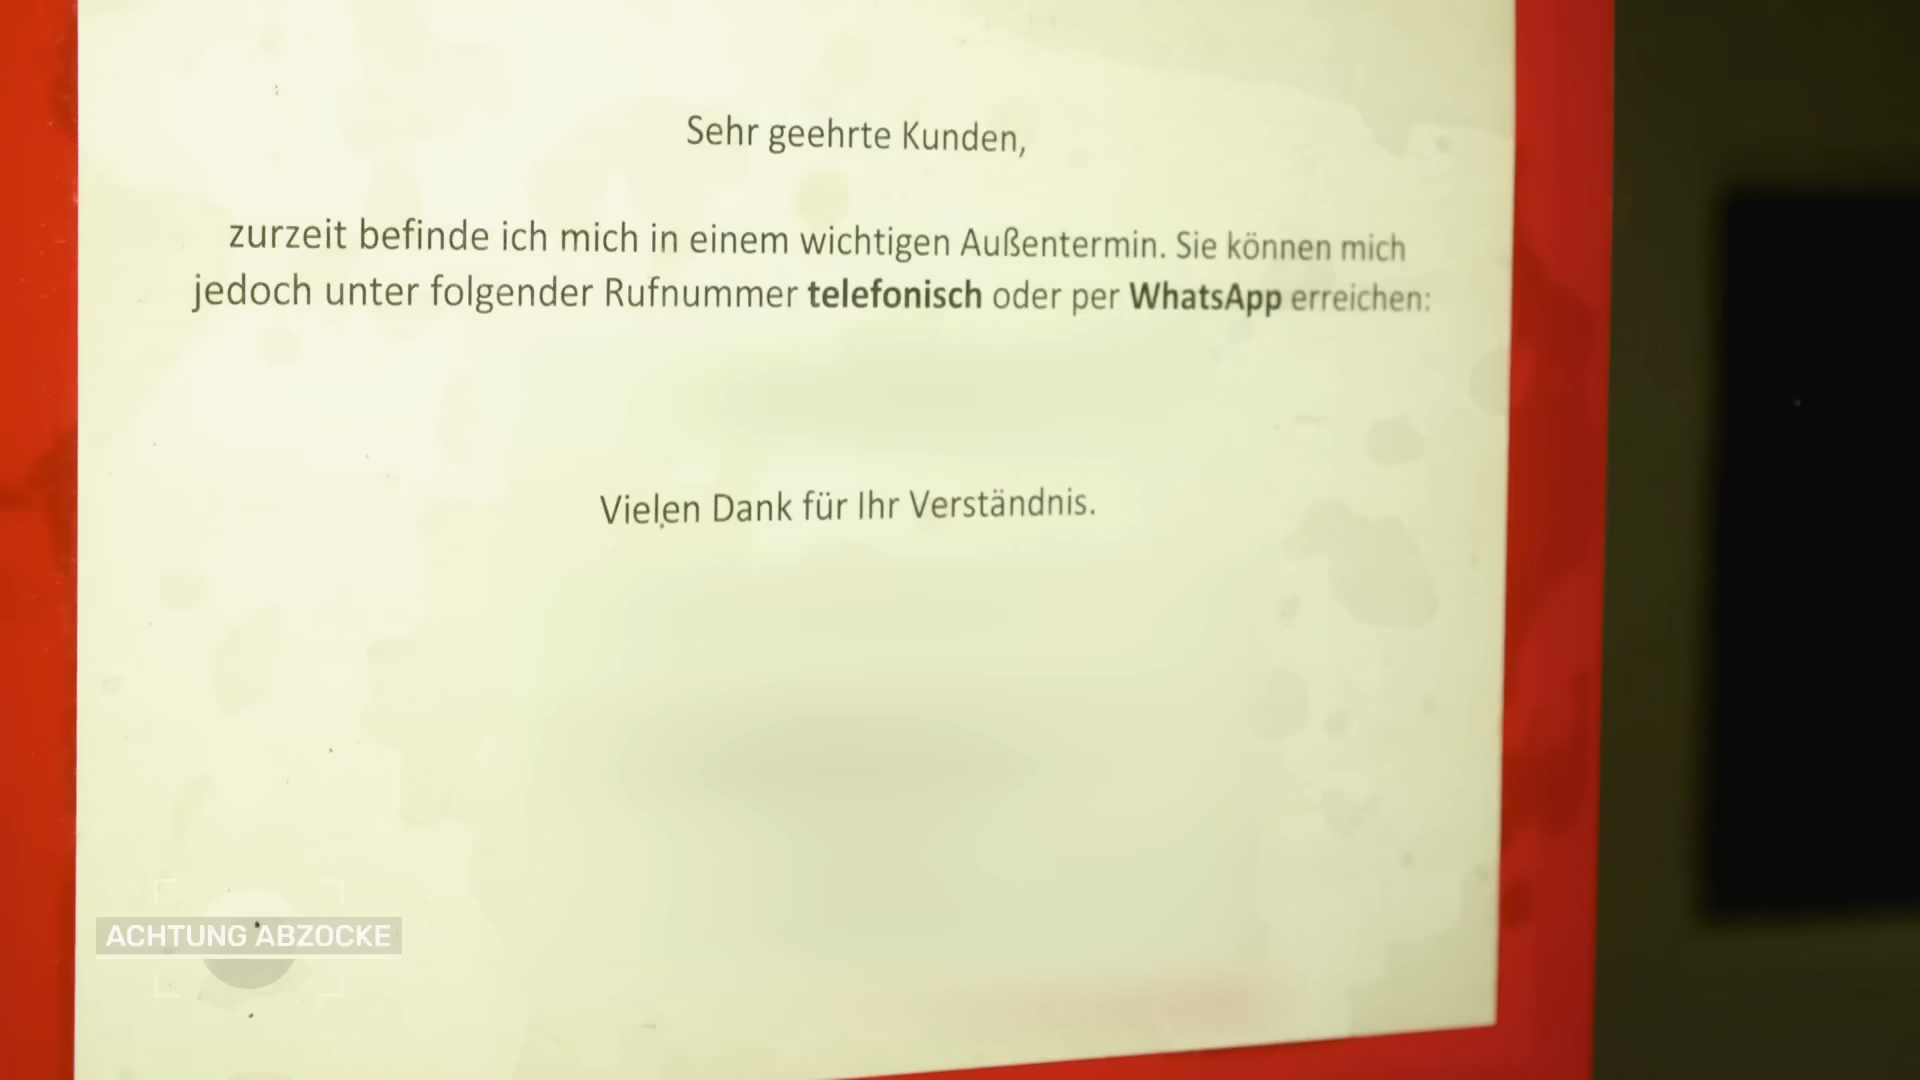 Sehr geehrte Kunden,
zurzeit befinde ich mich in einem wichtigen Außentermin. Sie können mich
jedoch unter folgender Rufnummer telefonisch oder per WhatsApp erreichen:
Vielen Dank für Ihr Verständnis.
ACHTUNG ABZOCKE